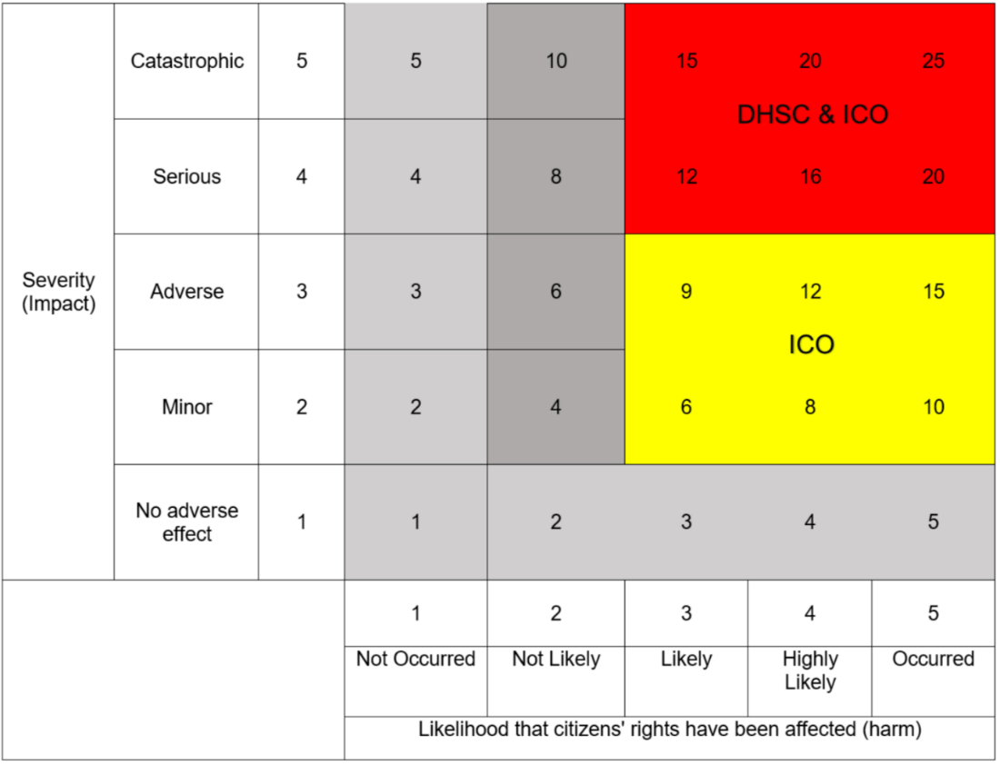 Catastrophic 5 5 10 15 20 25
DHSC & ICO
Serious 4 4 8 12 16 20
Severity
(Impact)
Adverse 3 3 6 9 12 15
ICO
Minor 2 2 4 6 8 10
No adverse
effect
1 1 2 3 4 5
1 2 3 4 5
Not Occurred Not Likely Likely Highly
Likely
Occurred
Likelihood that citizens' rights have been affected (harm)